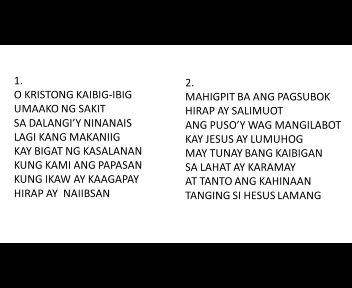 1.
O KRISTONG KAIBIG-IBIG
UMAAKO NG SAKIT
SA DALANGI'Y NINANAIS
LAGI KANG MAKANIIG
KAY BIGAT NG KASALANAN
KUNG KAMI ANG PAPASAN
KUNG IKAW AY KAAGAPAY
HIRAP AY NAIIBSAN
2.
MAHIGPIT BA ANG PAGSUBOK
HIRAP AY SALIMUOT
ANG PUSO'Y WAG MANGILABOT
KAY JESUS AY LUMUHOG
MAY TUNAY BANG KAIBIGAN
SA LAHAT AY KARAMAY
AT TANTO ANG KAHINAAN
TANGING SI HESUS LAMANG